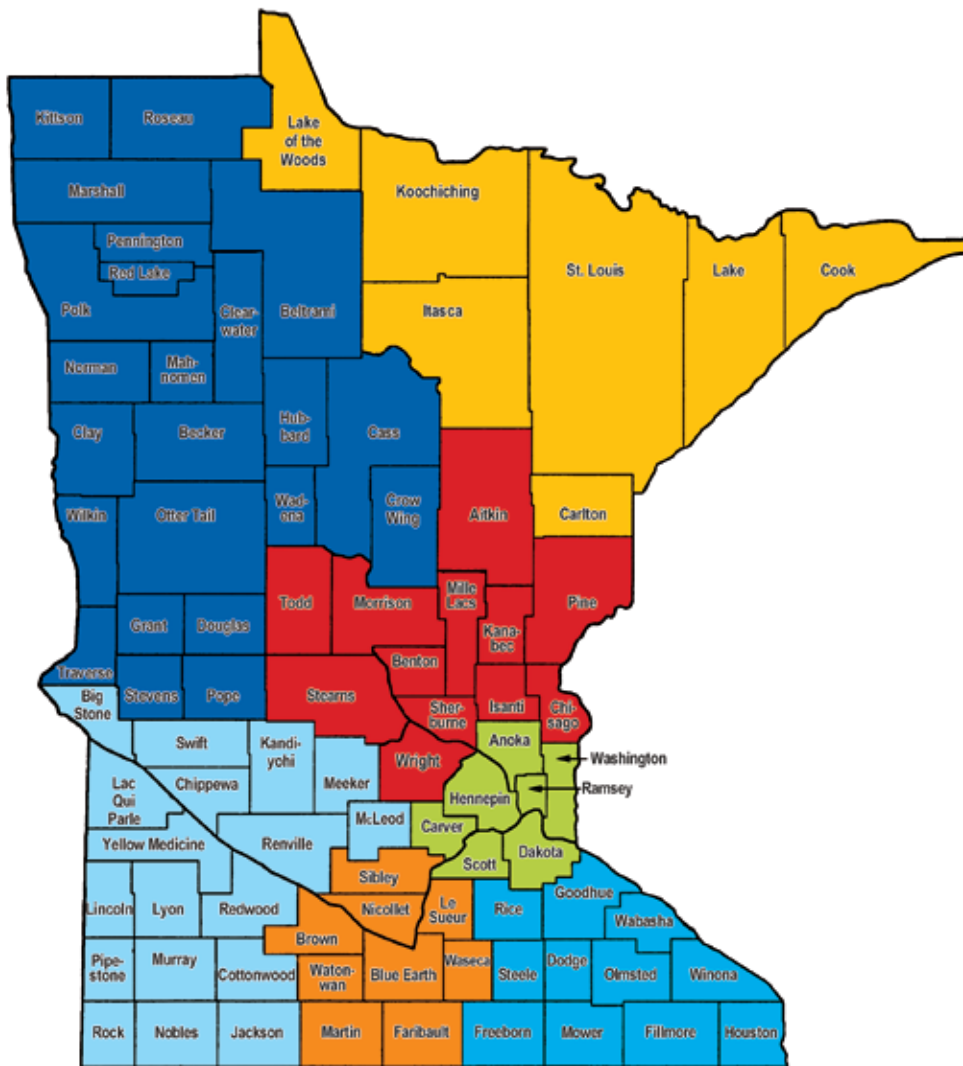 Kittson
Roseau
Lake
of the
Woods
Koochiching
Marshall
Pennington
Red Lake
Polk
Clear-
water
Beltrami
Itasca
St. Louis
Lake
Cook
Norman
Mah-
nomen
Clay
Becker
Hub-
bard
Cass
Wilkin
Otter Tail
Wad-
ena
Crow
Wing
Aitkin
Carlton
Grant
Douglas
Todd
Morrison
Mille
Lacs
Kana-
bec
Pine
Traverse
Stevens
Pope
Stearns
Benton
Sher-
burne
Isanti
Chi-
sago
Big
Stone
Swift
Kandi-
yohi
Meeker
Wright
Anoka
Washington
Ramsey
Lac
Qui
Parle
Chippewa
McLeod
Hennepin
Carver
Yellow Medicine
Renville
Scott
Dakota
Sibley
Nicollet
Le
Sueur
Rice
Goodhue
Wabasha
Lincoln
Lyon
Redwood
Brown
Pipe-
stone
Murray
Cottonwood
Waton-
wan
Blue Earth
Waseca
Steele
Dodge
Olmsted
Winona
Rock
Nobles
Jackson
Martin
Faribault
Freeborn
Mower
Fillmore
Houston